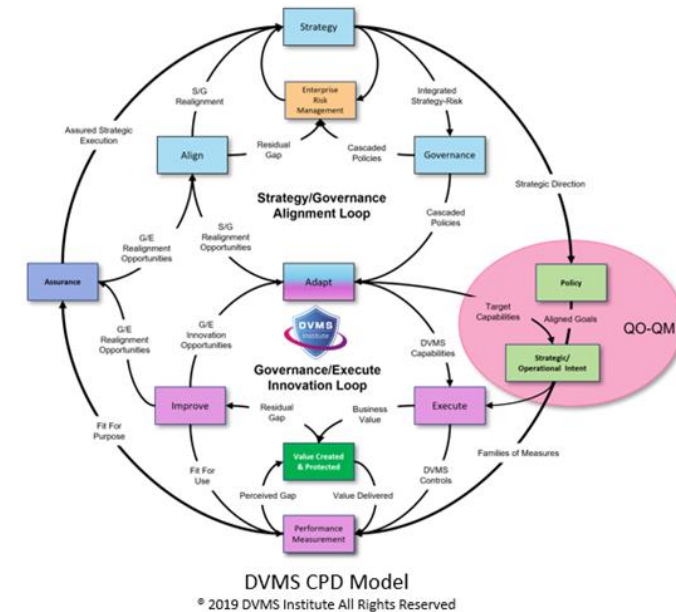 Strategy
S/G
Realignment
Enterprise
Risk
Management
Integrated
Strategy-Risk
Assured Strategic
Execution
Align
Residual
Gap
Cascaded
Policies
Governance
Strategic Direction
Strategy/Governance
Alignment Loop
G/E
Realignment
Opportunities
S/G
Realignment
Opportunities
Cascaded
Policies
Assurance
Adapt
Policy
Target
Capabilities
Aligned Goals
QO-QM
DVMS
INSTITUTE
G/E
Realignment
Opportunities
G/E
Innovation
Opportunities
DVMS
Capabilities
Strategic/
Operational Intent
Governance/Execute
Innovation Loop
Improve
Residual
Gap
Business
Value
Execute
Fit For
Purpose
Fit For
Use
Value Created
& Protected
DVMS
Controls
Families of Measures
Perceived Gap
Value Delivered
Performance
Measurement
DVMS CPD Model
© 2019 DVMS Institute All Rights Reserved